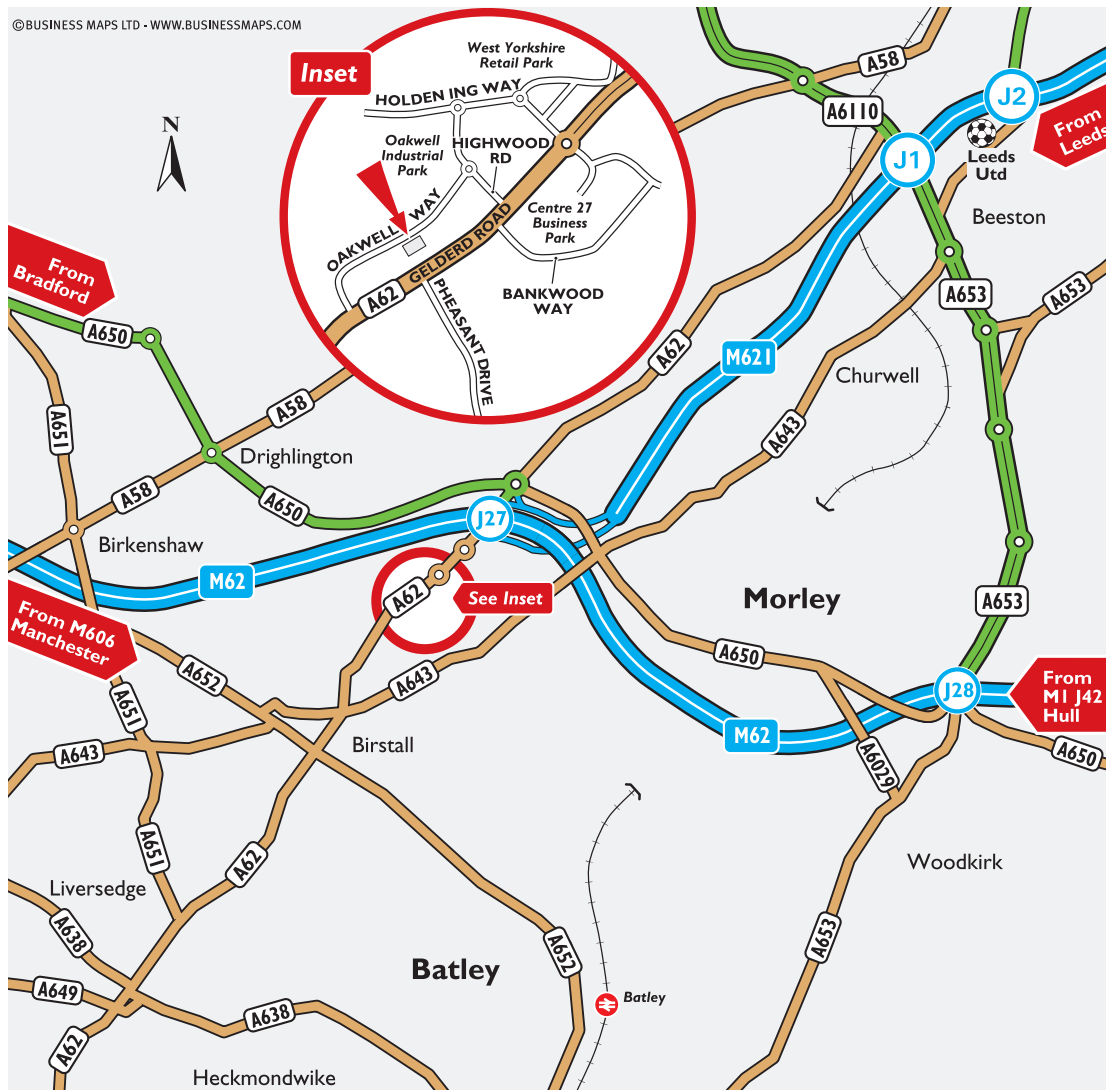 ©BUSINESS MAPS LTD - WWW.BUSINESSMAPS.COM
Inset
West Yorkshire
Retail Park
HOLDEN ING WAY
Oakwell
Industrial
Park
HIGHWOOD
RD
Centre 27
Business
Park
OAKWELL WAY
GELDERD ROAD
A62
PHEASANT DRIVE
BANKWOOD
WAY
N
A58
A6110
J2
From
Leeds
J1
Leeds
Utd
Beeston
From
Bradford
A650
A653
A653
A62
M621
Churwell
A651
A58
A643
Drighlington
A58
A650
J27
Birkenshaw
M62
A62
See Inset
Morley
A653
From M606
Manchester
A652
A643
A650
J28
From
M1 J42
Hull
A651
A643
Birstall
M62
A6029
A650
A651
A62
Liversedge
Woodkirk
A638
A653
A652
Batley
A649
Batley
A638
A62
Heckmondwike